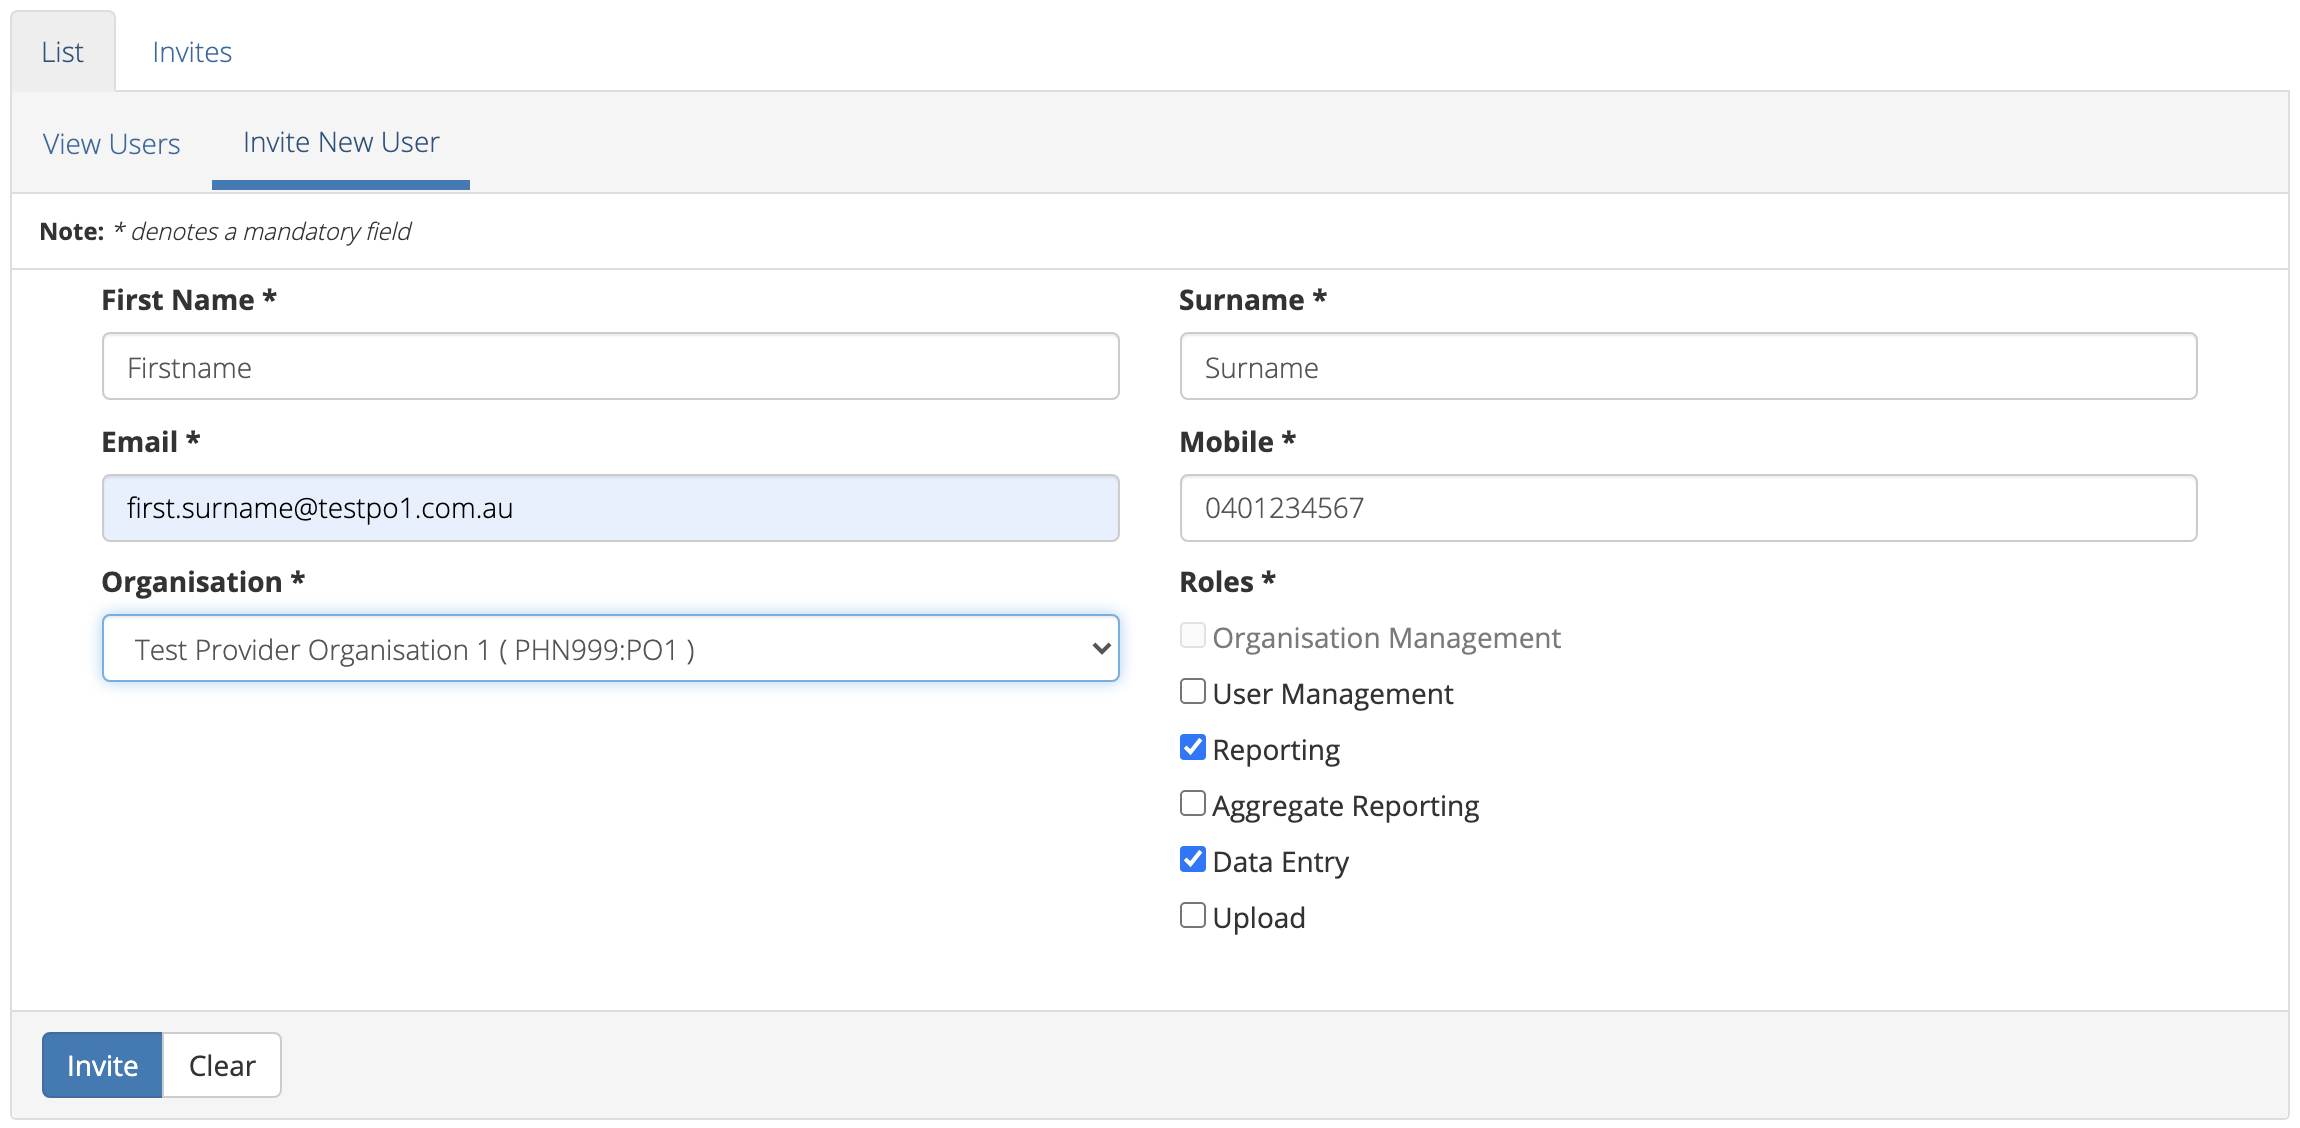 List Invites
View Users Invite New User
Note: * denotes a mandatory field
First Name * Surname *
Firstname Surname
Email * Mobile *
first.surname@testpo1.com.au 0401234567
Organisation * Roles *
Test Provider Organisation 1 ( PHN999:PO1 )
Organisation Management
User Management
Reporting
Aggregate Reporting
Data Entry
Upload
Invite Clear